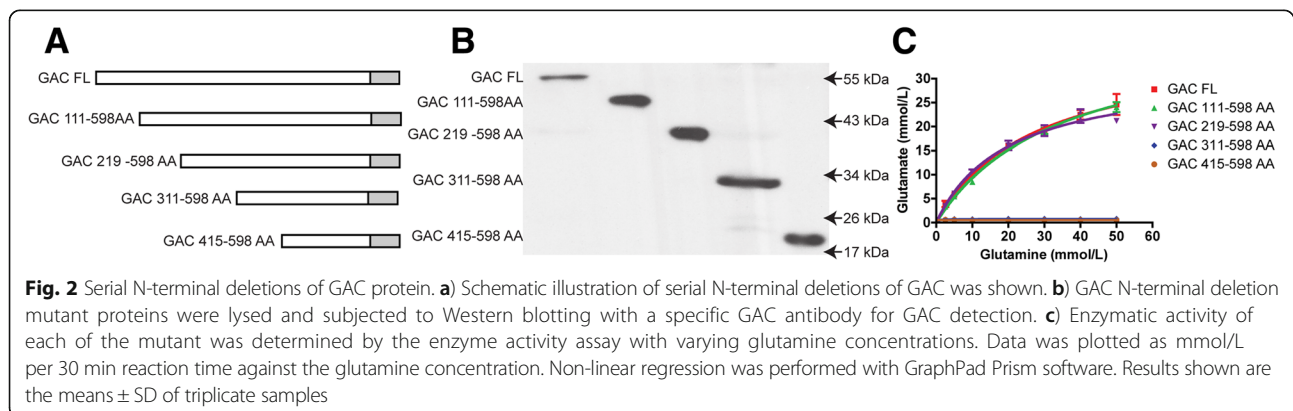 A
GAC FL
GAC 111-598AA
GAC 219 -598 AA
GAC 311-598 AA
GAC 415-598 AA
B
GAC FL
GAC 111-598AA
GAC 219 -598 AA
GAC 311-598 AA
GAC 415-598 AA
55 kDa
43 kDa
34 kDa
26 kDa
17 kDa
C
Glutamate (mmol/L)
30
25
20
15
10
5
0
0 10 20 30 40 50 60
Glutamine (mmol/L)
GAC FL
GAC 111-598 AA
GAC 219-598 AA
GAC 311-598 AA
GAC 415-598 AA
Fig. 2 Serial N-terminal deletions of GAC protein. a) Schematic illustration of serial N-terminal deletions of GAC was shown. b) GAC N-terminal deletion
mutant proteins were lysed and subjected to Western blotting with a specific GAC antibody for GAC detection. c) Enzymatic activity of
each of the mutant was determined by the enzyme activity assay with varying glutamine concentrations. Data was plotted as mmol/L
per 30 min reaction time against the glutamine concentration. Non-linear regression was performed with GraphPad Prism software. Results shown are
the means ± SD of triplicate samples